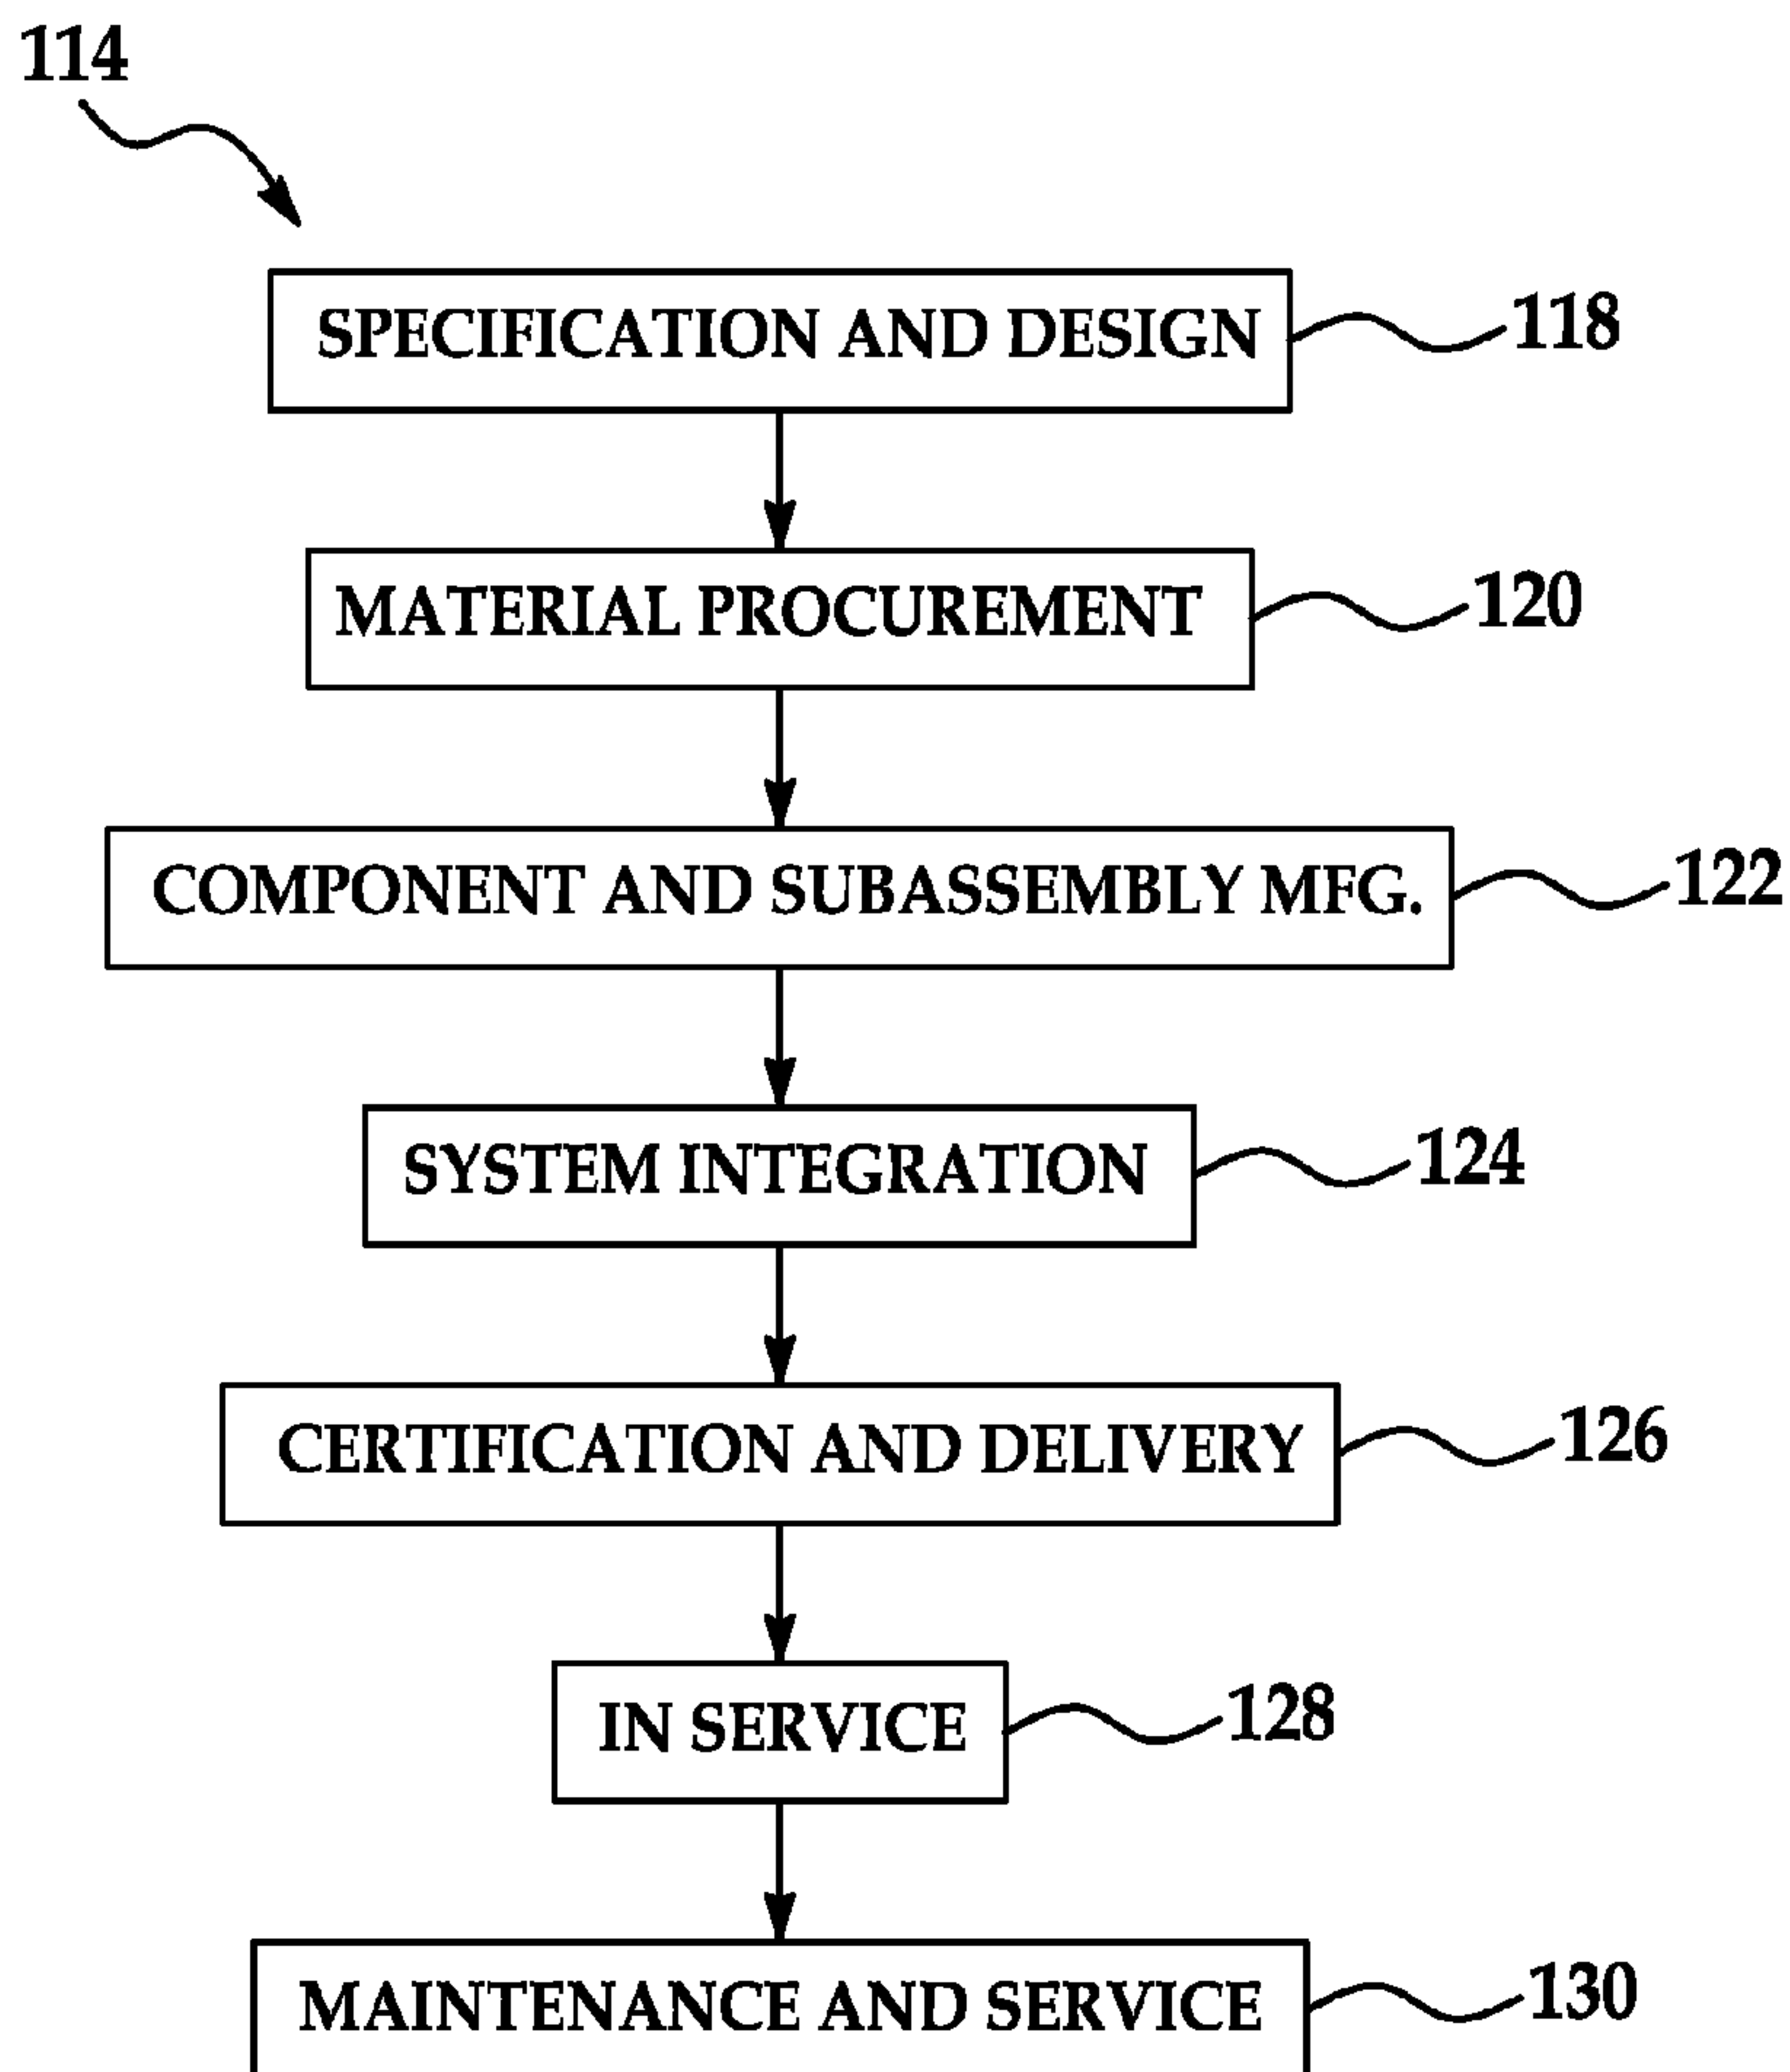 114
SPECIFICATION AND DESIGN 118
MATERIAL PROCUREMENT 120
COMPONENT AND SUBASSEMBLY MFG. 122
SYSTEM INTEGRATION 124
CERTIFICATION AND DELIVERY 126
IN SERVICE 128
MAINTENANCE AND SERVICE 130